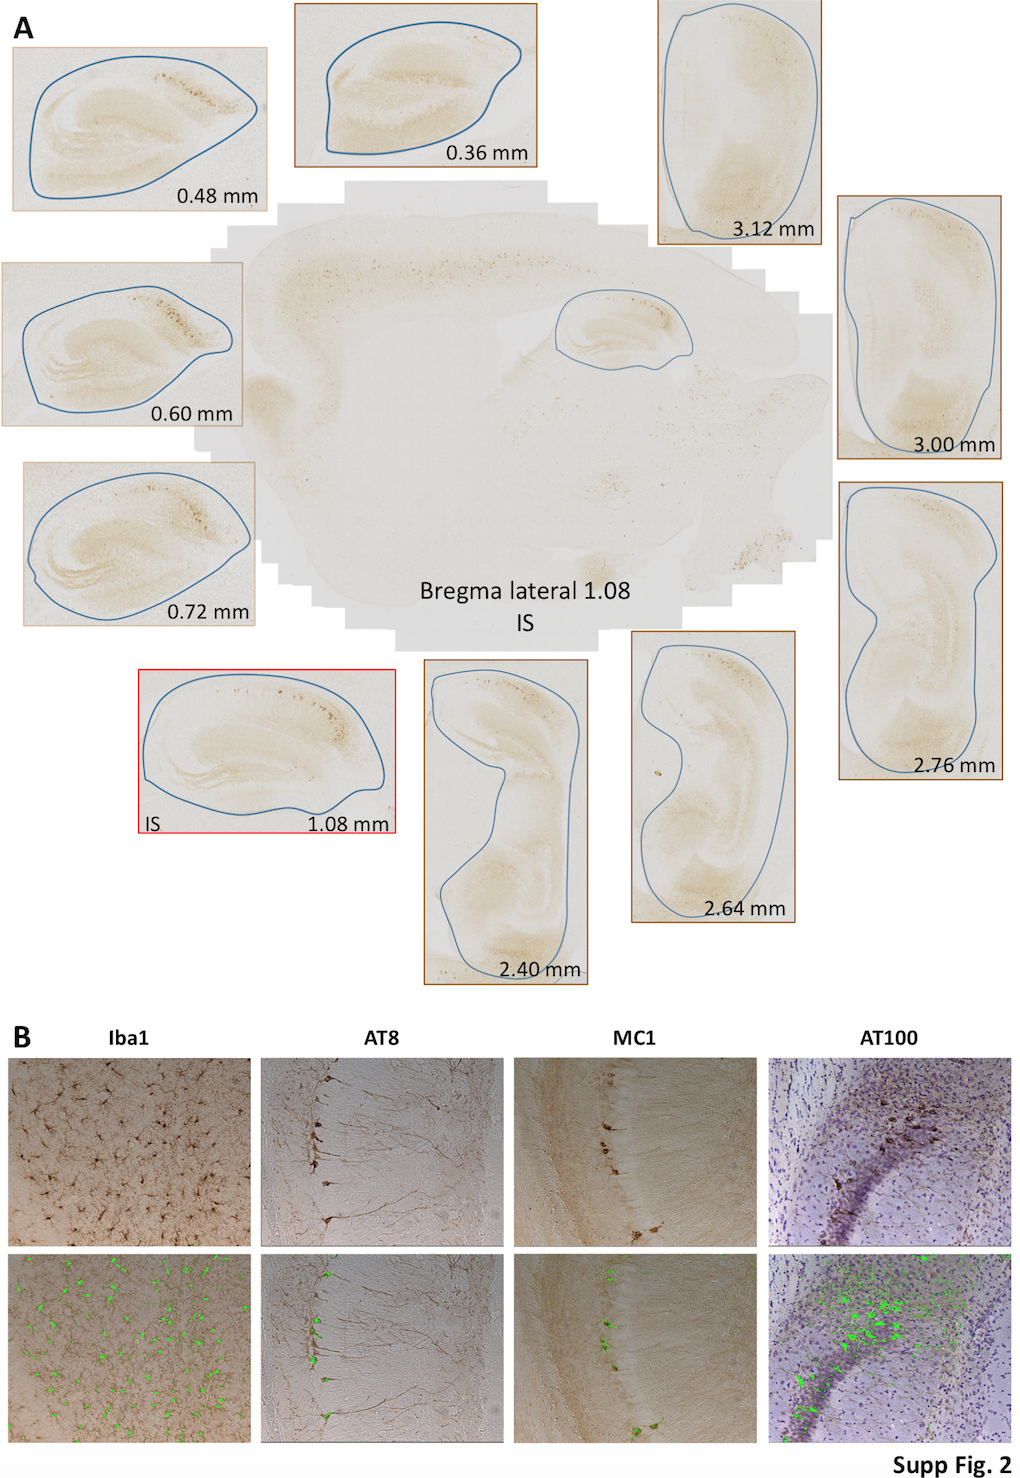 A
0.48 mm
0.36 mm
3.12 mm
3.00 mm
0.60 mm
0.72 mm
Bregma lateral 1.08
IS
2.76 mm
IS 1.08 mm
2.64 mm
2.40 mm
B
Iba1 AT8 MC1 AT100
Supp Fig. 2